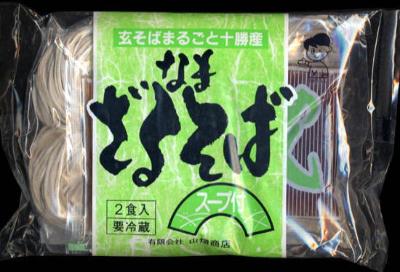 玄そばまるごと十勝産
なま
ざるそば
スープ付
2食入
要冷蔵
有限会社 山猫商店